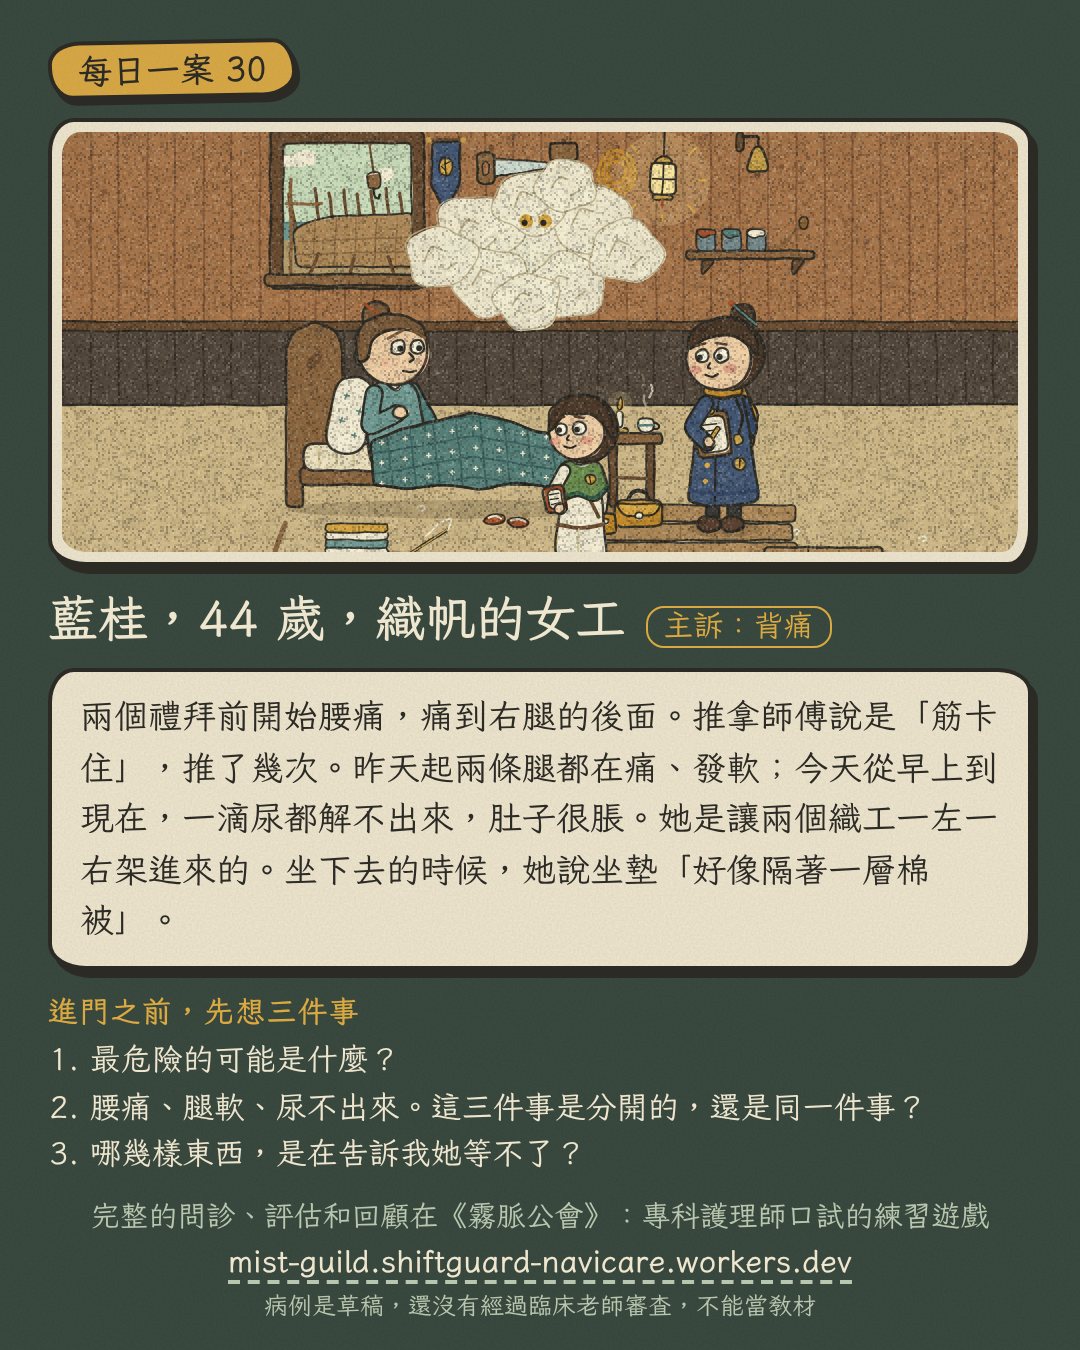 每日一案 30
藍桂，44 歲，織帆的女工
主訴：背痛
兩個禮拜前開始腰痛，痛到右腿的後面。推拿師傅說是「筋卡
住」，推了幾次。昨天起兩條腿都在痛、發軟；今天從早上到
現在，一滴尿都解不出來，肚子很脹。她是讓兩個織工一左一
右架進來的。坐下去的時候，她說坐墊「好像隔著一層棉
被」。
進門之前，先想三件事
1. 最危險的可能是什麼？
2. 腰痛、腿軟、尿不出來。這三件事是分開的，還是同一件事？
3. 哪幾樣東西，是在告訴我她等不了？
完整的問診、評估和回顧在《霧脈公會》：專科護理師口試的練習遊戲
mist-guild.shiftguard-navicare.workers.dev
病例是草稿，還沒有經過臨床老師審查，不能當教材